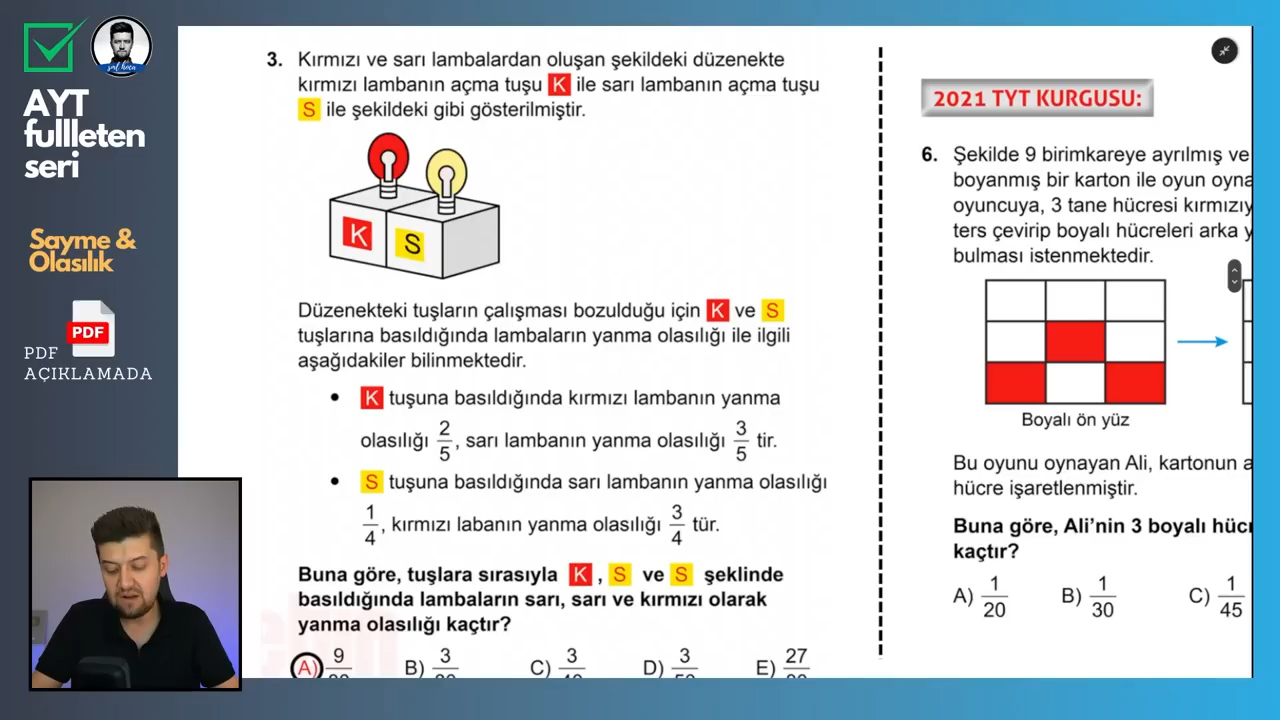 AYT
fullleten
seri
Sayme &
Olasılık
PDF
PDF
AÇIKLAMADA
3. Kırmızı ve sarı lambalardan oluşan şekildeki düzenekte
kırmızı lambanın açma tuşu K ile sarı lambanın açma tuşu
S ile şekildeki gibi gösterilmiştir.
K
S
Düzenekteki tuşların çalışması bozulduğu için K ve S
tuşlarına basıldığında lambaların yanma olasılığı ile ilgili
aşağıdakiler bilinmektedir.
• K tuşuna basıldığında kırmızı lambanın yanma
olasılığı 2/5, sarı lambanın yanma olasılığı 3/5 tir.
• S tuşuna basıldığında sarı lambanın yanma olasılığı
1/4, kırmızı labanın yanma olasılığı 3/4 tür.
Buna göre, tuşlara sırasıyla K , S ve S şeklinde
basıldığında lambaların sarı, sarı ve kırmızı olarak
yanma olasılığı kaçtır?
A) 9 B) 3 C) 3 D) 3 E) 27
2021 TYT KURGUSU:
6. Şekilde 9 birimkareye ayrılmış ve
boyanmış bir karton ile oyun oyna
oyuncuya, 3 tane hücresi kırmızıy
ters çevirip boyalı hücreleri arka y
bulması istenmektedir.
Boyalı ön yüz
Bu oyunu oynayan Ali, kartonun a
hücre işaretlenmiştir.
Buna göre, Ali'nin 3 boyalı hüc
kaçtır?
A) 1/20 B) 1/30 C) 1/45